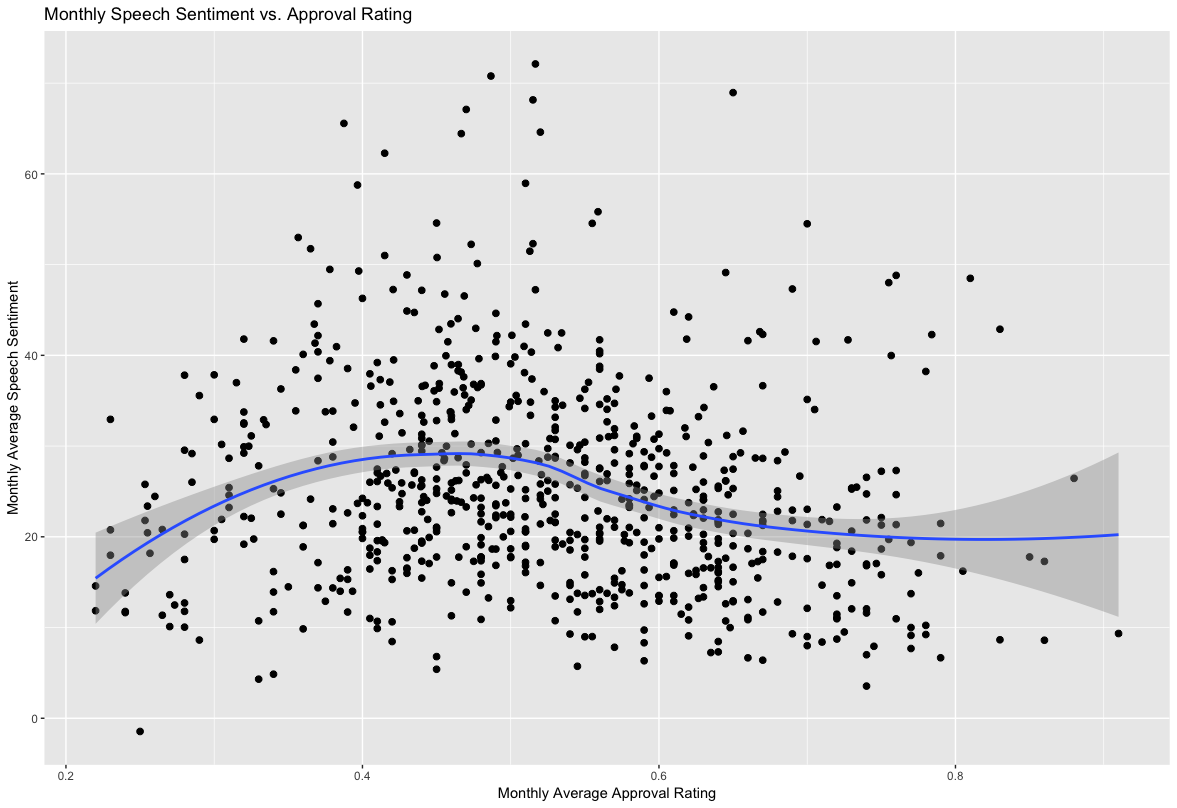 Monthly Speech Sentiment vs. Approval Rating
Monthly Average Speech Sentiment
60
40
20
0
0.2
0.4
0.6
0.8
Monthly Average Approval Rating